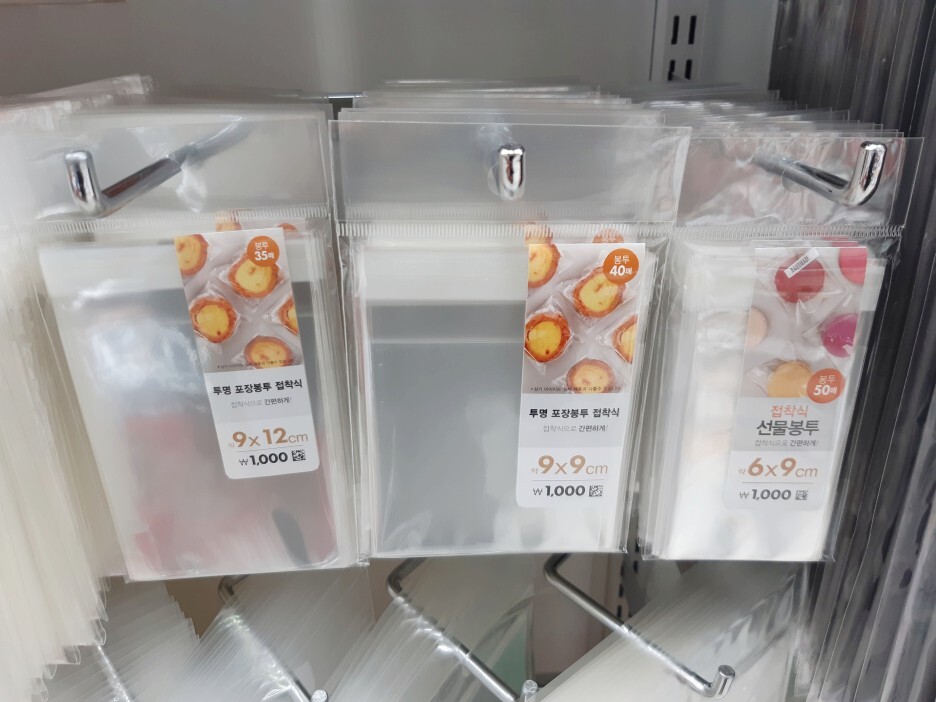 봉투
35매
투명 포장봉투 접착식
접착식으로 간편하게!
약 9x12cm
₩1,000
봉투
40매
투명 포장봉투 접착식
접착식으로 간편하게!
약 9x9cm
₩1,000
봉투
50매
접착식
선물봉투
접착식으로 간편하게!
약 6x9cm
₩1,000